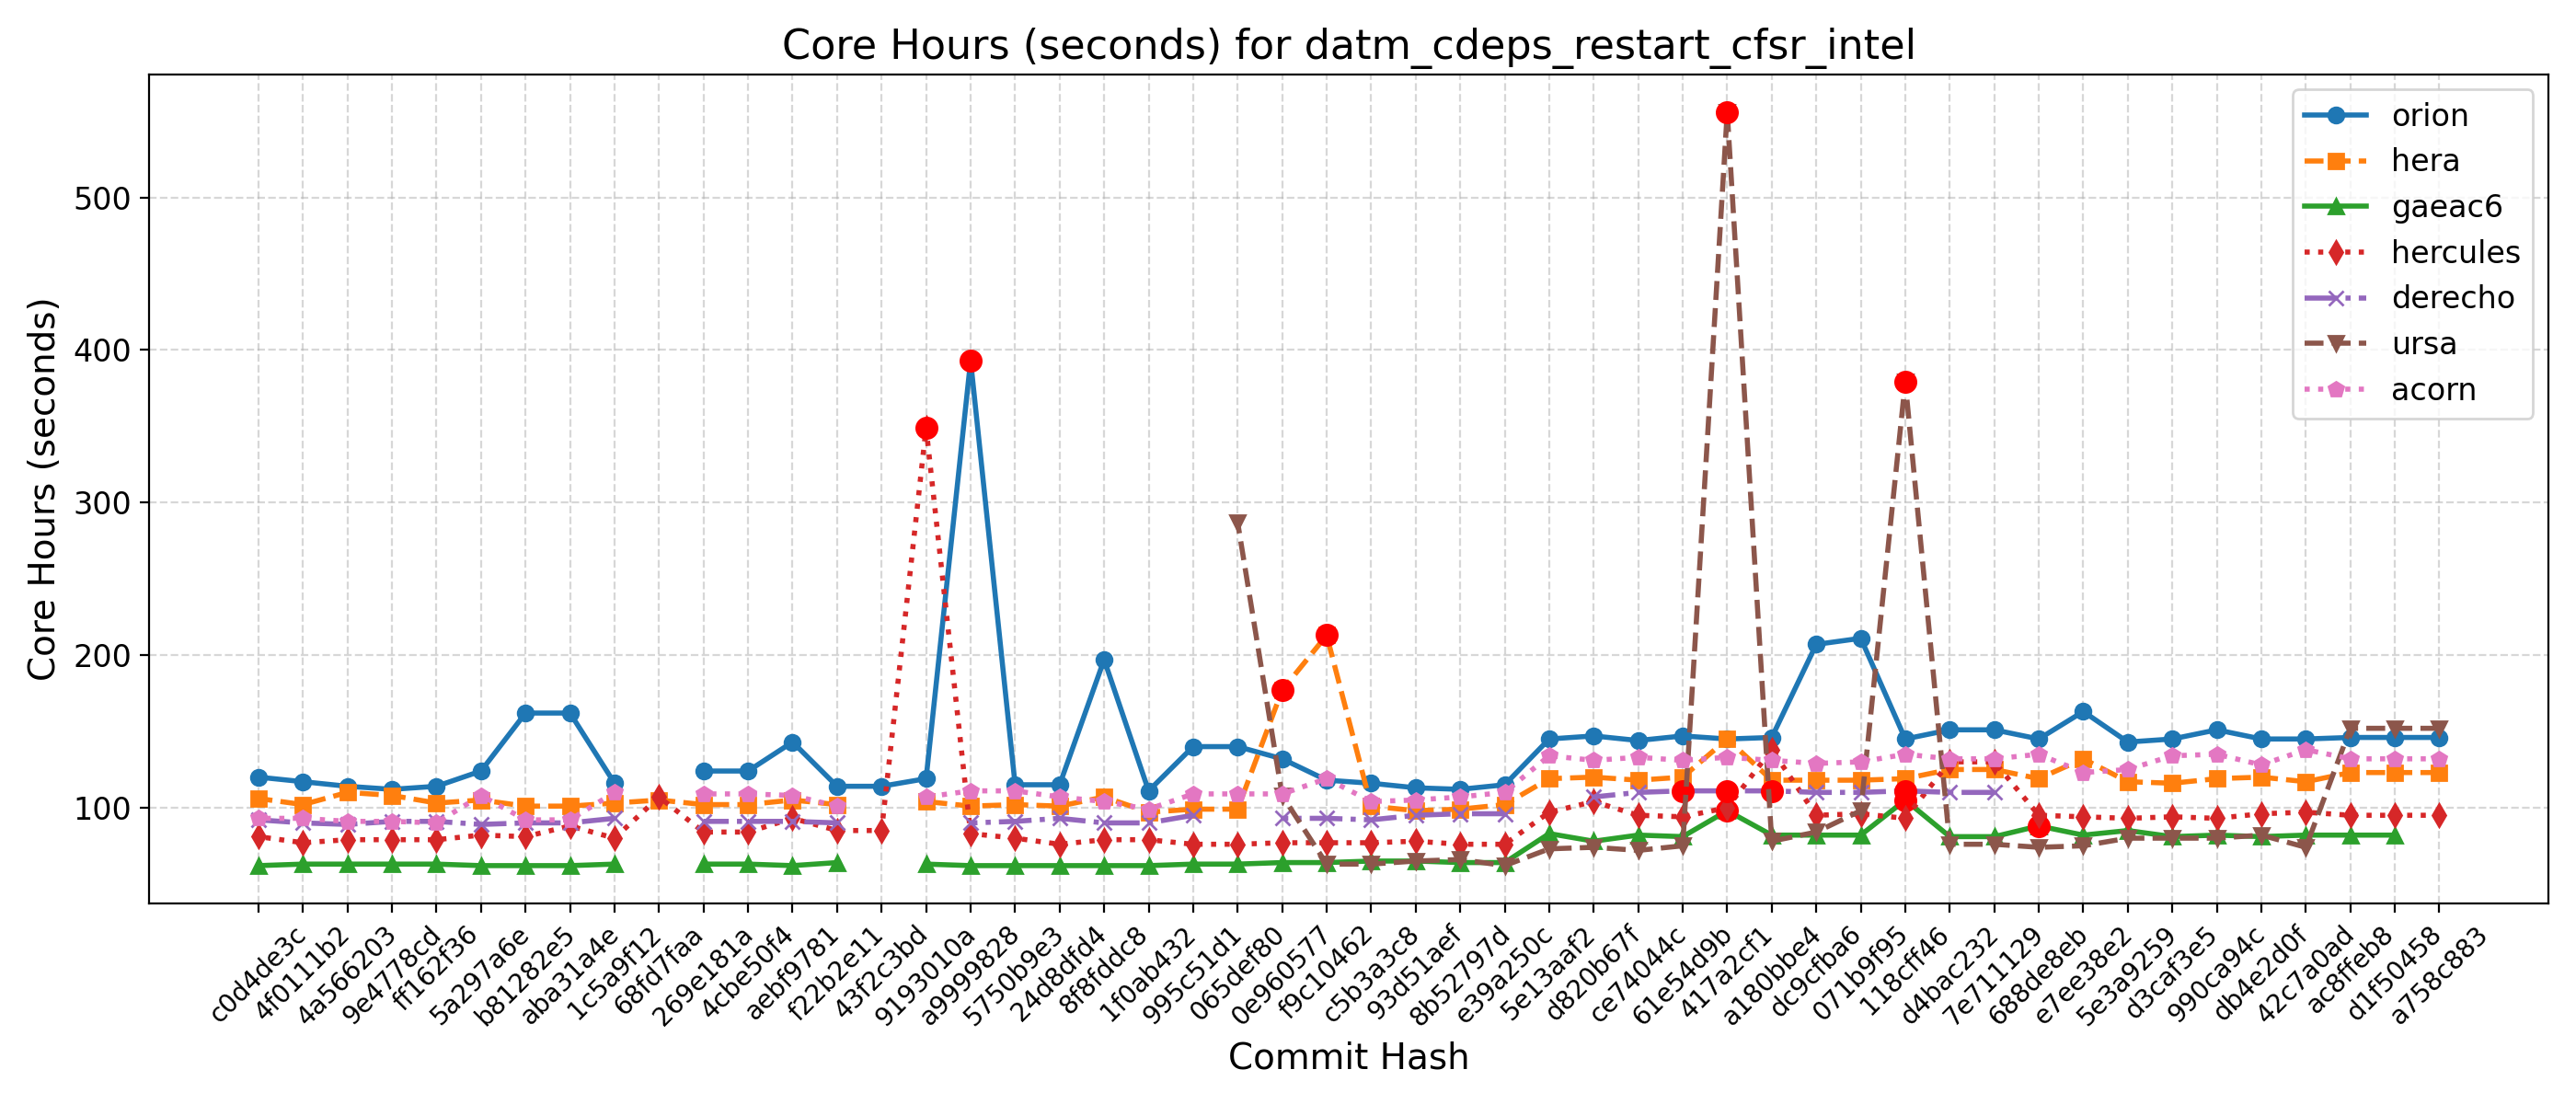 Core Hours (seconds) for datm_cdeps_restart_cfsr_intel
Core Hours (seconds)
500
400
300
200
100
orion
hera
gaeac6
hercules
derecho
ursa
acorn
c0d4de3c
4f0111b2
4a566203
9e4778cd
ff162f36
5a297a6e
b81282e5
aba31a4e
1c5a9f12
68fd7faa
269e181a
4cbe50f4
aebf9781
f22b2e11
43f2c3bd
9193010a
a9999828
5750b9e3
24d8dfd4
8f8fddc8
1f0ab432
995c51d1
065def80
0e960577
f9c10462
c5b3a3c8
93d51aef
8b52797d
e39a250c
5e13aaf2
d820b67f
ce74044c
61e54d9b
417a2cf1
a180bbe4
dc9cfba6
071b9f95
118cff46
d4bac232
7e711129
688de8eb
e7ee38e2
5e3a9259
d3caf3e5
990ca94c
db4e2d0f
42c7a0ad
ac8ffeb8
d1f50458
a758c883
Commit Hash